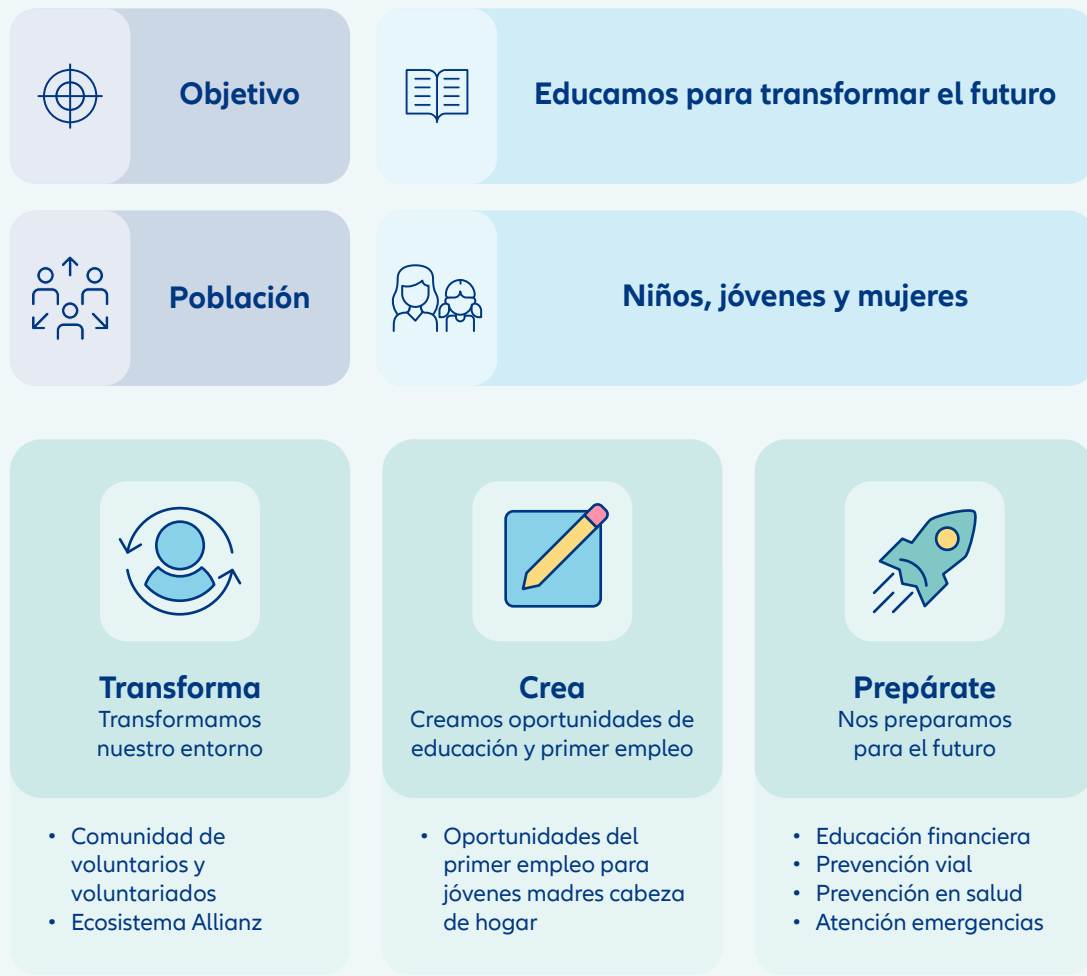 Objetivo
Educamos para transformar el futuro
Población
Niños, jóvenes y mujeres
Transforma
Transformamos
nuestro entorno
• Comunidad de
voluntarios y
voluntariados
• Ecosistema Allianz
Crea
Creamos oportunidades de
educación y primer empleo
• Oportunidades del
primer empleo para
jóvenes madres cabeza
de hogar
Prepárate
Nos preparamos
para el futuro
• Educación financiera
• Prevención vial
• Prevención en salud
• Atención emergencias